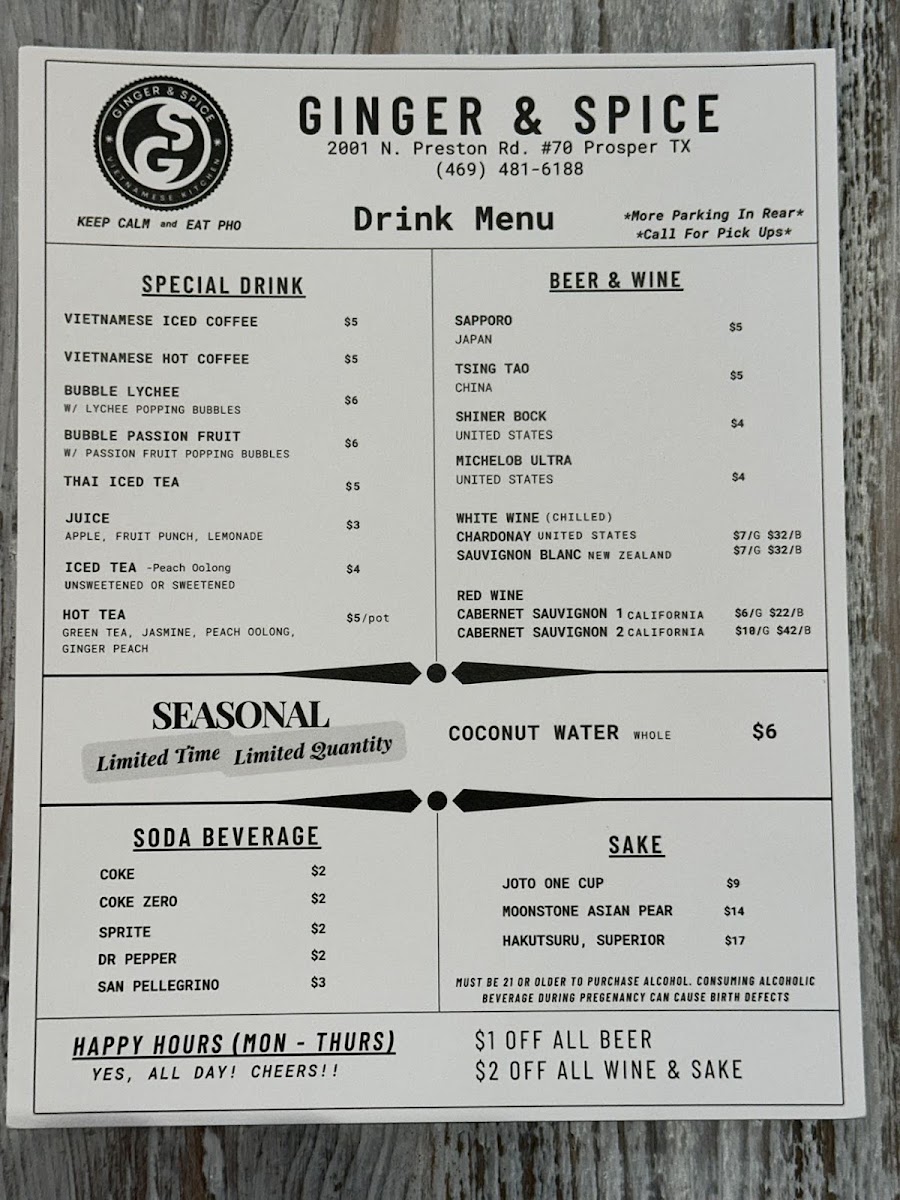 GINGER & SPICE
SG
VIETNAMESE KITCHEN
KEEP CALM and EAT PHO
GINGER & SPICE
2001 N. Preston Rd. #70 Prosper TX
(469) 481-6188
Drink Menu
*More Parking In Rear*
*Call For Pick Ups*
SPECIAL DRINK
VIETNAMESE ICED COFFEE $5
VIETNAMESE HOT COFFEE $5
BUBBLE LYCHEE $6
W/ LYCHEE POPPING BUBBLES
BUBBLE PASSION FRUIT $6
W/ PASSION FRUIT POPPING BUBBLES
THAI ICED TEA $5
JUICE $3
APPLE, FRUIT PUNCH, LEMONADE
ICED TEA -Peach Oolong $4
UNSWEETENED OR SWEETENED
HOT TEA $5/pot
GREEN TEA, JASMINE, PEACH OOLONG,
GINGER PEACH
BEER & WINE
SAPPORO $5
JAPAN
TSING TAO $5
CHINA
SHINER BOCK $4
UNITED STATES
MICHELOB ULTRA
UNITED STATES $4
WHITE WINE (CHILLED)
CHARDONAY UNITED STATES $7/G $32/B
SAUVIGNON BLANC NEW ZEALAND $7/G $32/B
RED WINE
CABERNET SAUVIGNON 1 CALIFORNIA $6/G $22/B
CABERNET SAUVIGNON 2 CALIFORNIA $10/G $42/B
SEASONAL
Limited Time Limited Quantity
COCONUT WATER WHOLE $6
SODA BEVERAGE
COKE $2
COKE ZERO $2
SPRITE $2
DR PEPPER $2
SAN PELLEGRINO $3
SAKE
JOTO ONE CUP $9
MOONSTONE ASIAN PEAR $14
HAKUTSURU, SUPERIOR $17
MUST BE 21 OR OLDER TO PURCHASE ALCOHOL. CONSUMING ALCOHOLIC
BEVERAGE DURING PREGENANCY CAN CAUSE BIRTH DEFECTS
HAPPY HOURS (MON - THURS)
YES, ALL DAY! CHEERS!!
$1 OFF ALL BEER
$2 OFF ALL WINE & SAKE